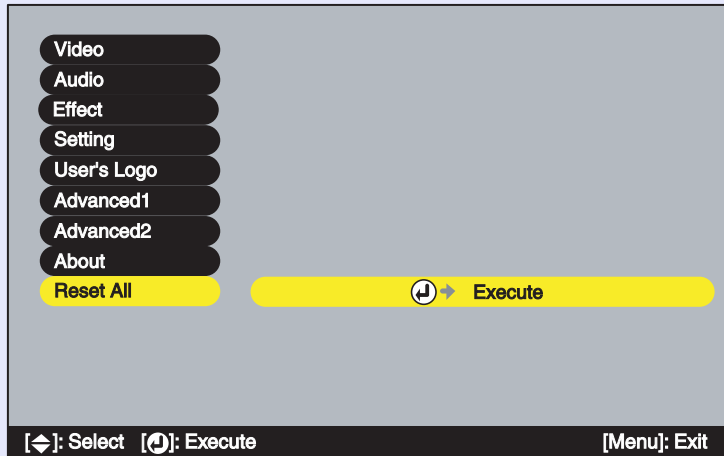 Video
Audio
Effect
Setting
User's Logo
Advanced1
Advanced2
About
Reset All
Execute
[]: Select []: Execute [Menu]: Exit